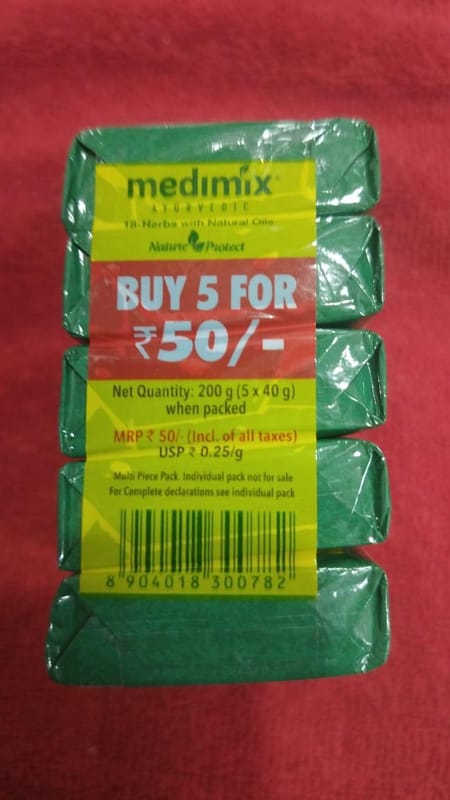 medimix®
AYURVEDIC
18-Herbs with Natural Oils
Nature Protect
BUY 5 FOR
₹50/-
Net Quantity: 200 g (5 x 40 g)
when packed
MRP ₹ 50/- (Incl. of all taxes)
USP ₹ 0.25/g
Multi Piece Pack. Individual pack not for sale
For Complete declarations see individual pack
8 904018 300782